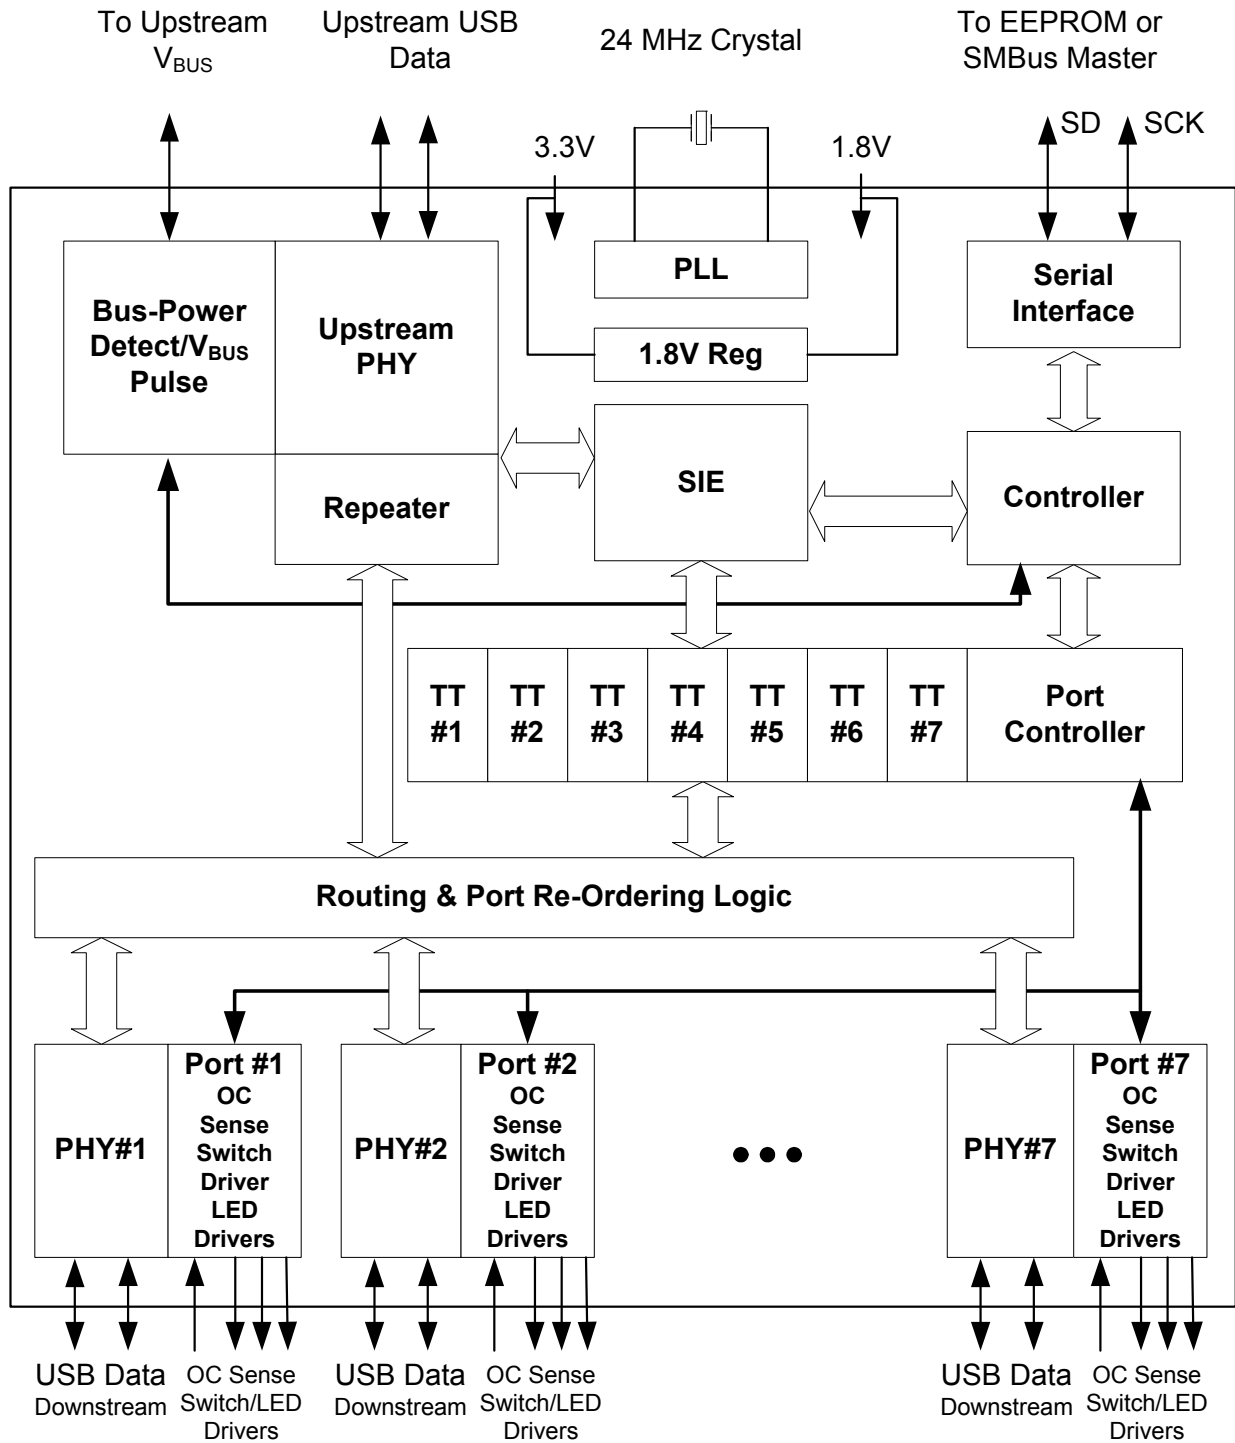 To Upstream
VBUS
Upstream USB
Data
24 MHz Crystal
To EEPROM or
SMBus Master
3.3V
1.8V
SD
SCK
Bus-Power
Detect/VBUS
Pulse
Upstream
PHY
PLL
Serial
Interface
1.8V Reg
Repeater
SIE
Controller
TT
#1
TT
#2
TT
#3
TT
#4
TT
#5
TT
#6
TT
#7
Port
Controller
Routing & Port Re-Ordering Logic
PHY#1
Port #1
OC
Sense
Switch
Driver
LED
Drivers
PHY#2
Port #2
OC
Sense
Switch
Driver
LED
Drivers
PHY#7
Port #7
OC
Sense
Switch
Driver
LED
Drivers
USB Data
Downstream
OC Sense
Switch/LED
Drivers
USB Data
Downstream
OC Sense
Switch/LED
Drivers
USB Data
Downstream
OC Sense
Switch/LED
Drivers